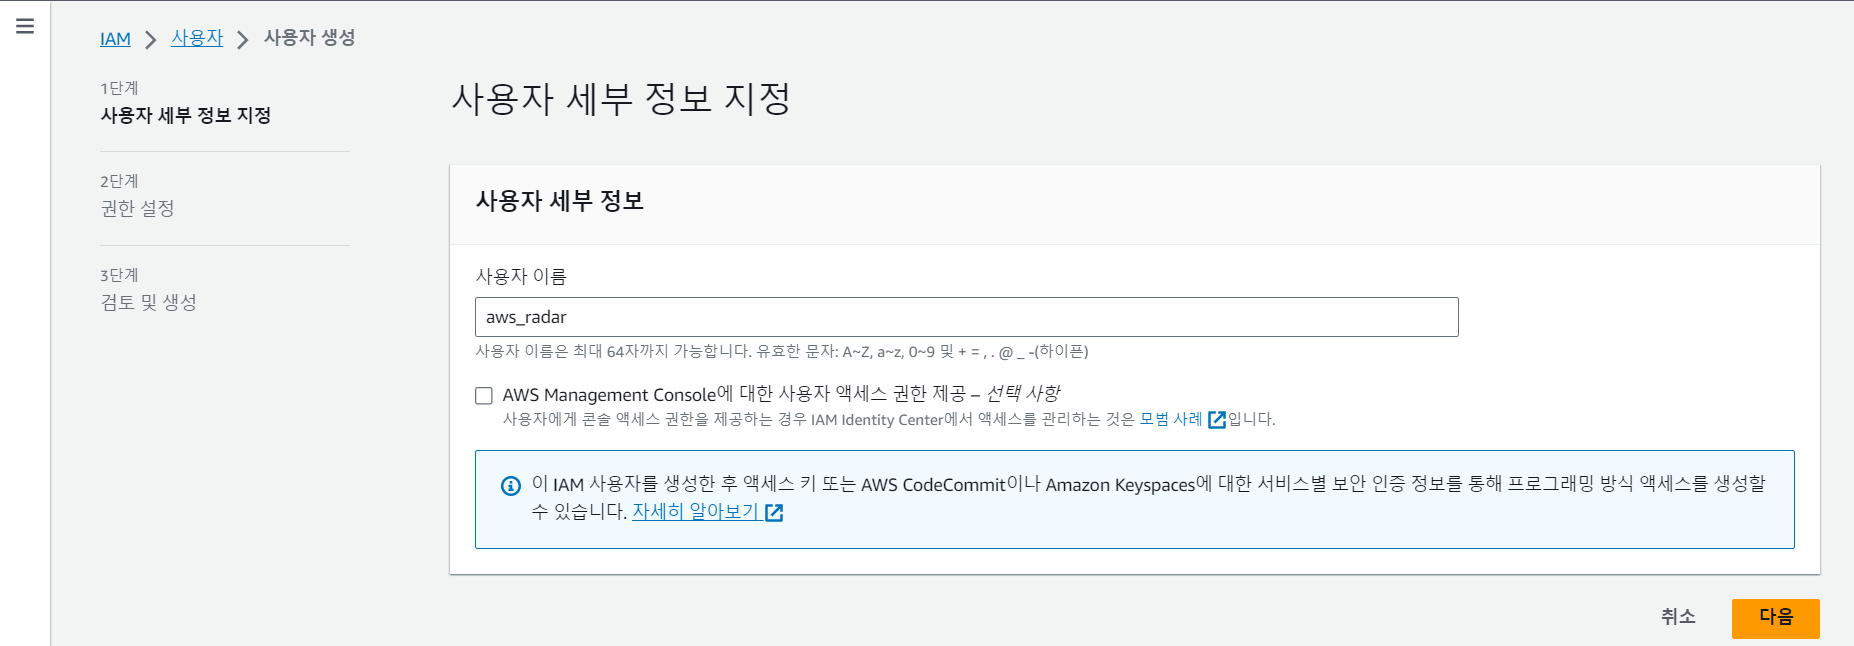 IAM > 사용자 > 사용자 생성
1단계
사용자 세부 정보 지정
2단계
권한 설정
3단계
검토 및 생성
사용자 세부 정보 지정
사용자 세부 정보
사용자 이름
aws_radar
사용자 이름은 최대 64자까지 가능합니다. 유효한 문자: A~Z, a~z, 0~9 및 + = , . @ _ -(하이픈)
AWS Management Console에 대한 사용자 액세스 권한 제공 – 선택 사항
사용자에게 콘솔 액세스 권한을 제공하는 경우 IAM Identity Center에서 액세스를 관리하는 것은 모범 사례 입니다.
이 IAM 사용자를 생성한 후 액세스 키 또는 AWS CodeCommit이나 Amazon Keyspaces에 대한 서비스별 보안 인증 정보를 통해 프로그래밍 방식 액세스를 생성할
수 있습니다. 자세히 알아보기
취소
다음